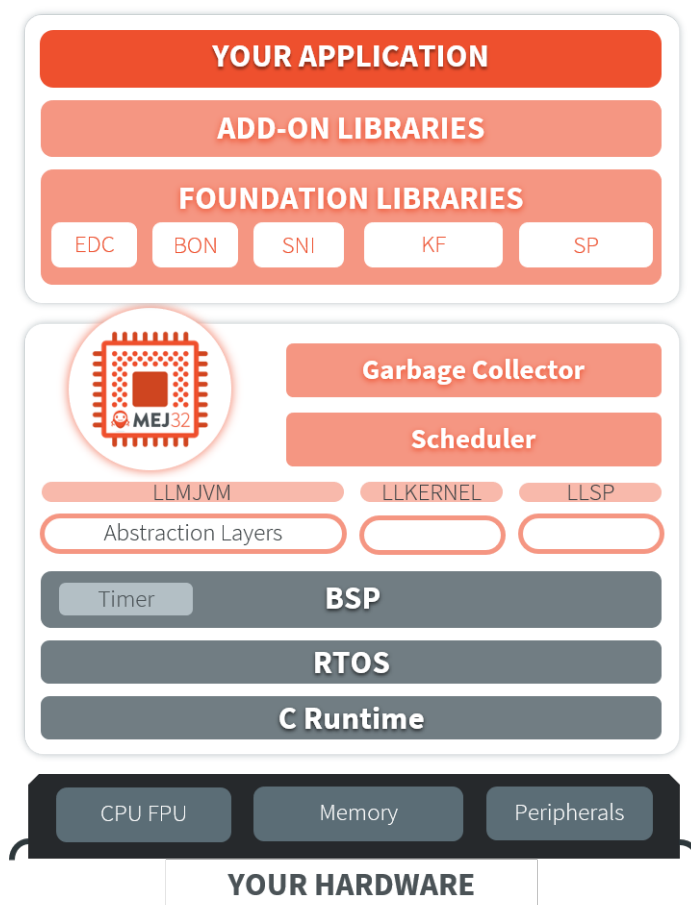 YOUR APPLICATION
ADD-ON LIBRARIES
FOUNDATION LIBRARIES
EDC BON SNI KF SP
MEJ32
Garbage Collector
Scheduler
LLMJVM LLKERNEL LLSP
Abstraction Layers
Timer BSP
RTOS
C Runtime
CPU FPU Memory Peripherals
YOUR HARDWARE